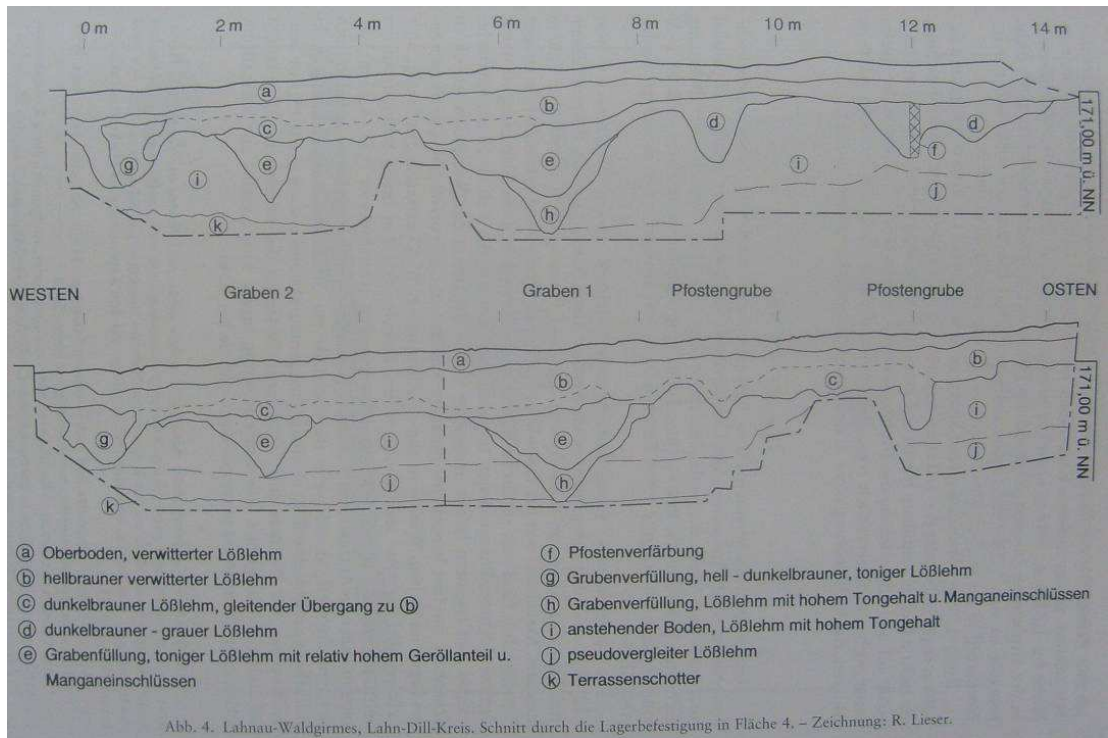 0 m 2 m 4 m 6 m 8 m 10 m 12 m 14 m
a
b
c
d
d
e
e
f
g
h
i
i
j
k
171,00 m ü. NN
WESTEN Graben 2 Graben 1 Pfostengrube Pfostengrube OSTEN
a
b
b
c
c
e
e
g
h
i
i
j
j
k
171,00 m ü. NN
a Oberboden, verwitterter Lößlehm
b hellbrauner verwitterter Lößlehm
c dunkelbrauner Lößlehm, gleitender Übergang zu b
d dunkelbrauner - grauer Lößlehm
e Grabenfüllung, toniger Lößlehm mit relativ hohem Geröllanteil u.
Manganeinschlüssen
f Pfostenverfärbung
g Grubenverfüllung, hell - dunkelbrauner, toniger Lößlehm
h Grabenverfüllung, Lößlehm mit hohem Tongehalt u. Manganeinschlüssen
i anstehender Boden, Lößlehm mit hohem Tongehalt
j pseudovergleiter Lößlehm
k Terrassenschotter
Abb. 4. Lahnau-Waldgirmes, Lahn-Dill-Kreis. Schnitt durch die Lagerbefestigung in Fläche 4. – Zeichnung: R. Lieser.